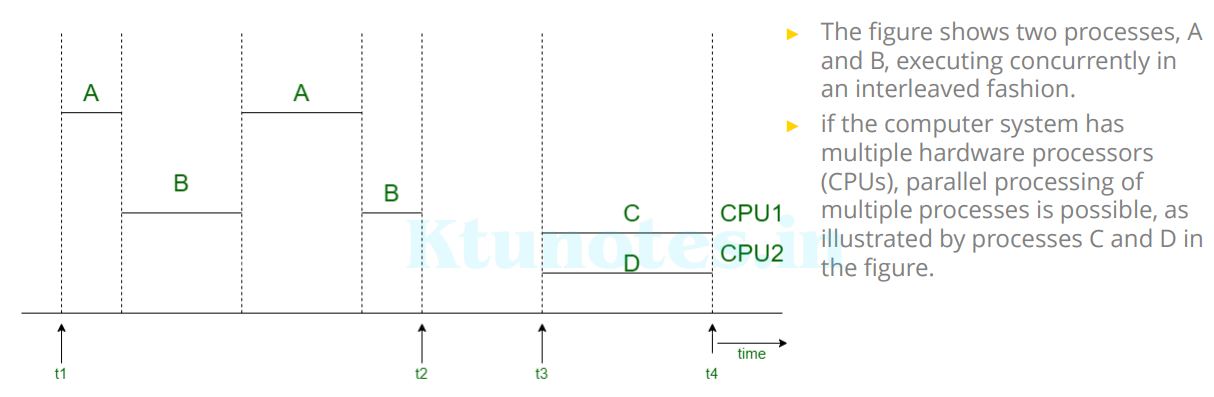 A
A
B
B
C
CPU1
D
CPU2
Ktunotes.in
time
t1
t2
t3
t4
► The figure shows two processes, A
and B, executing concurrently in
an interleaved fashion.
► if the computer system has
multiple hardware processors
(CPUs), parallel processing of
multiple processes is possible, as
illustrated by processes C and D in
the figure.